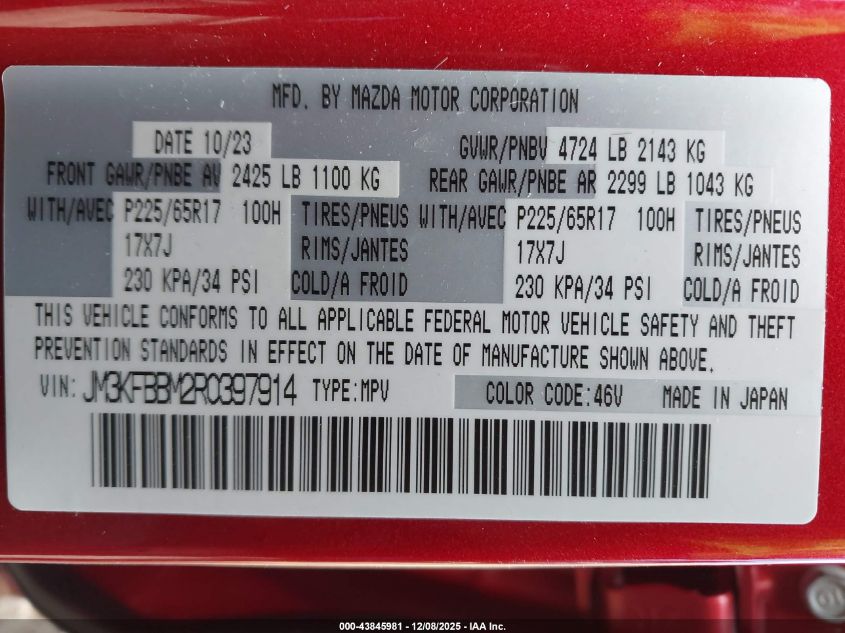 MFD. BY MAZDA MOTOR CORPORATION
DATE 10/23 GVWR/PNBV 4724 LB 2143 KG
FRONT GAWR/PNBE AV 2425 LB 1100 KG REAR GAWR/PNBE AR 2299 LB 1043 KG
WITH/AVEC P225/65R17 100H TIRES/PNEUS WITH/AVEC P225/65R17 100H TIRES/PNEUS
17X7J RIMS/JANTES 17X7J RIMS/JANTES
230 KPA/34 PSI COLD/A FROID 230 KPA/34 PSI COLD/A FROID
THIS VEHICLE CONFORMS TO ALL APPLICABLE FEDERAL MOTOR VEHICLE SAFETY AND THEFT
PREVENTION STANDARDS IN EFFECT ON THE DATE OF MANUFACTURE SHOWN ABOVE.
VIN: JM3KFBBM2R0397914 TYPE:MPV COLOR CODE:46V MADE IN JAPAN
000-43845981 - 12/08/2025 - IAA Inc.